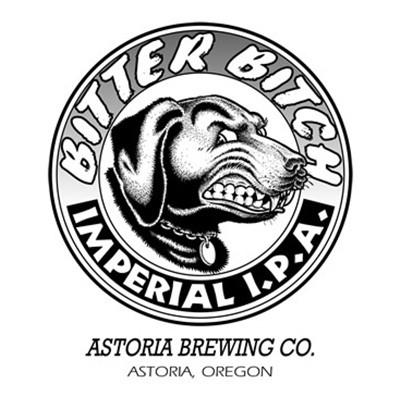 BITTER BITCH
IMPERIAL I.P.A.
ASTORIA BREWING CO.
ASTORIA, OREGON